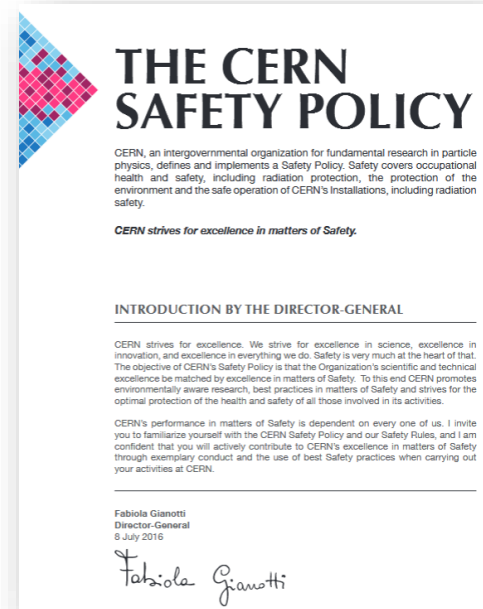 THE CERN
SAFETY POLICY
CERN, an intergovernmental organization for fundamental research in particle
physics, defines and implements a Safety Policy. Safety covers occupational
health and safety, including radiation protection, the protection of the
environment and the safe operation of CERN's Installations, including radiation
safety.
CERN strives for excellence in matters of Safety.
INTRODUCTION BY THE DIRECTOR-GENERAL
CERN strives for excellence. We strive for excellence in science, excellence in
innovation, and excellence in everything we do. Safety is very much at the heart of that.
The objective of CERN's Safety Policy is that the Organization's scientific and technical
excellence be matched by excellence in matters of Safety. To this end CERN promotes
environmentally aware research, best practices in matters of Safety and strives for the
optimal protection of the health and safety of all those involved in its activities.
CERN's performance in matters of Safety is dependent on every one of us. I invite
you to familiarize yourself with the CERN Safety Policy and our Safety Rules, and I am
confident that you will actively contribute to CERN's excellence in matters of Safety
through exemplary conduct and the use of best Safety practices when carrying out
your activities at CERN.
Fabiola Gianotti
Director-General
8 July 2016
Fabiola Gianotti